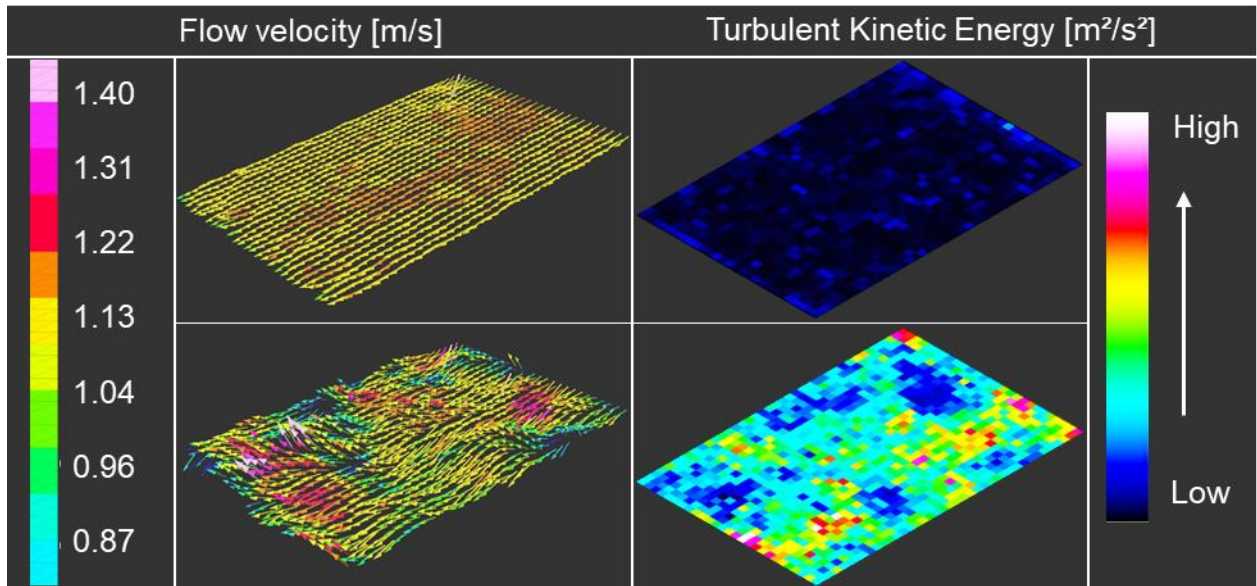 Flow velocity [m/s]
Turbulent Kinetic Energy [m²/s²]
1.40
1.31
1.22
1.13
1.04
0.96
0.87
High
Low